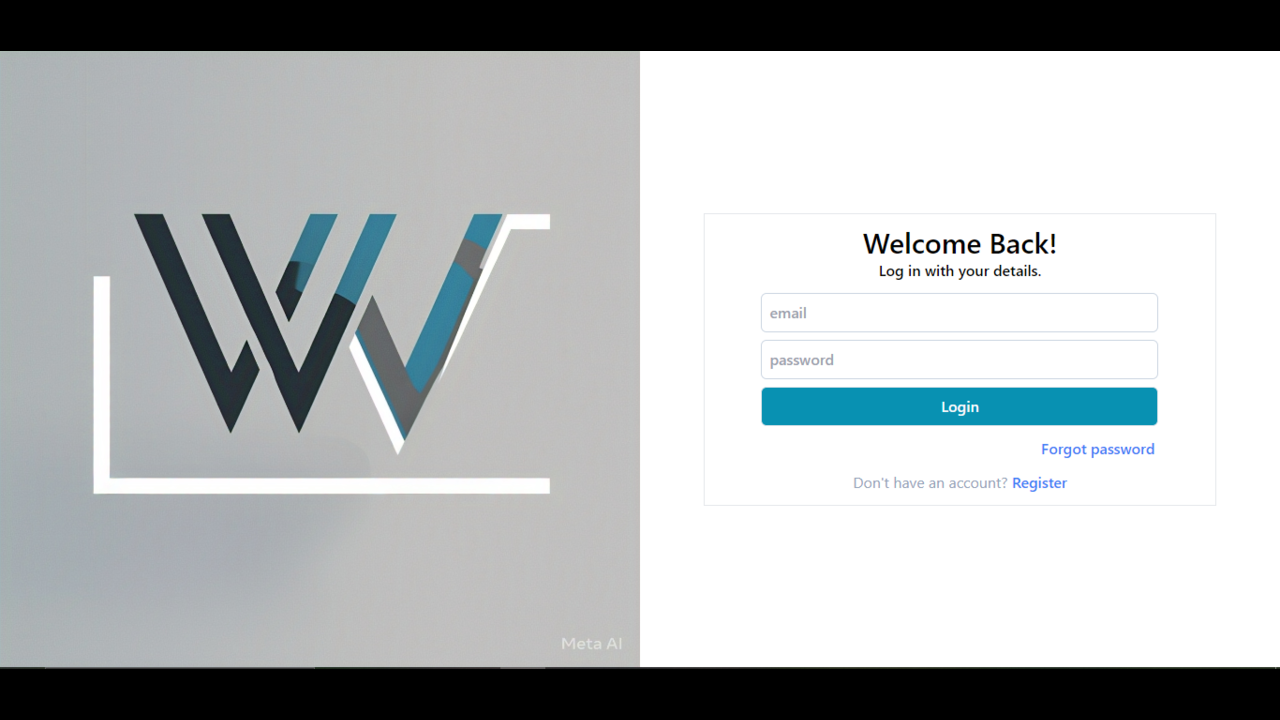 Welcome Back!
Log in with your details.
email
password
Login
Forgot password
Don't have an account? Register
Meta AI